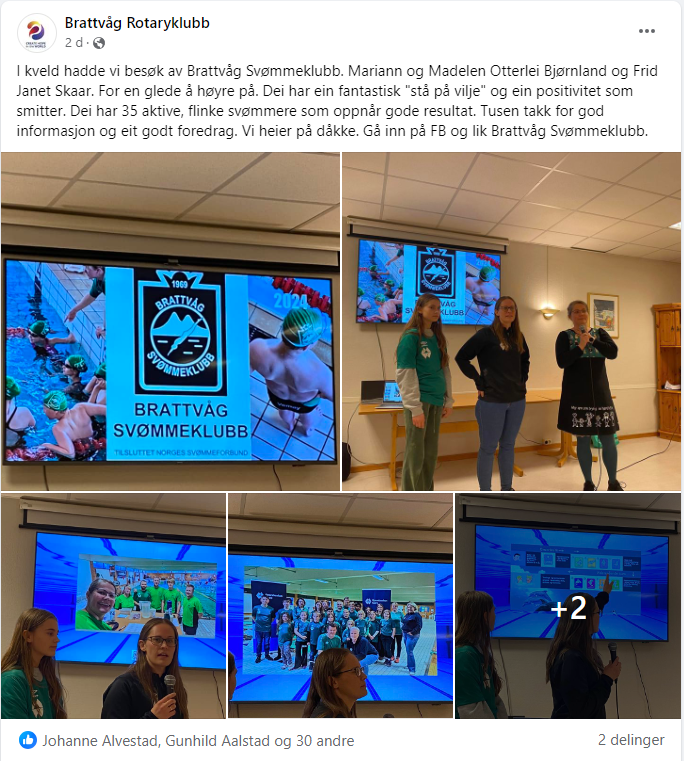 Brattvåg Rotaryklubb
2 d ·
I kveld hadde vi besøk av Brattvåg Svømmeklubb. Mariann og Madelen Otterlei Bjørnland og Frid
Janet Skaar. For en glede å høyre på. Dei har ein fantastisk "stå på vilje" og ein positivitet som
smitter. Dei har 35 aktive, flinke svømmere som oppnår gode resultat. Tusen takk for god
informasjon og eit godt foredrag. Vi heier på dåkke. Gå inn på FB og lik Brattvåg Svømmeklubb.
1969
BRATTVÅG
SVØMMEKLUBB
2024
BRATTVÅG
SVØMMEKLUBB
TILSLUTTET NORGES SVØMMEFORBUND
BRATTVÅG
SVØMMEKLUBB
+2
Johanne Alvestad, Gunhild Aalstad og 30 andre
2 delinger